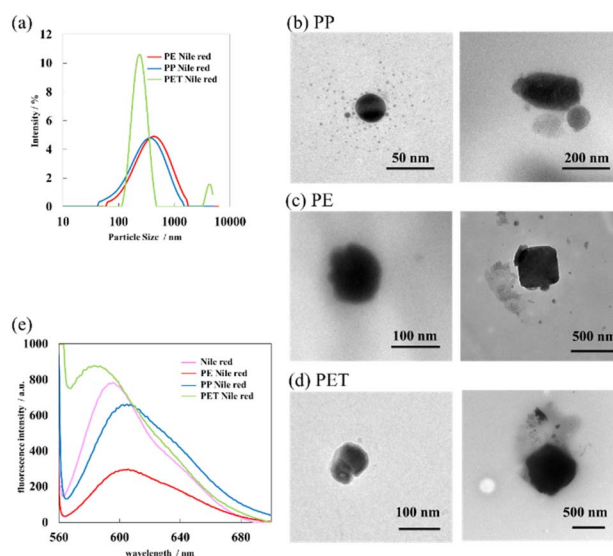 (a)
12
10
8
6
4
2
0
Intensity / %
PE Nile red
PP Nile red
PET Nile red
10 100 1000 10000
Particle Size / nm
(b) PP
50 nm
200 nm
(c) PE
100 nm
500 nm
(d) PET
100 nm
500 nm
(e)
1000
800
600
400
200
0
fluorescence intensity / a.u.
Nile red
PE Nile red
PP Nile red
PET Nile red
560 600 640 680
wavelength / nm